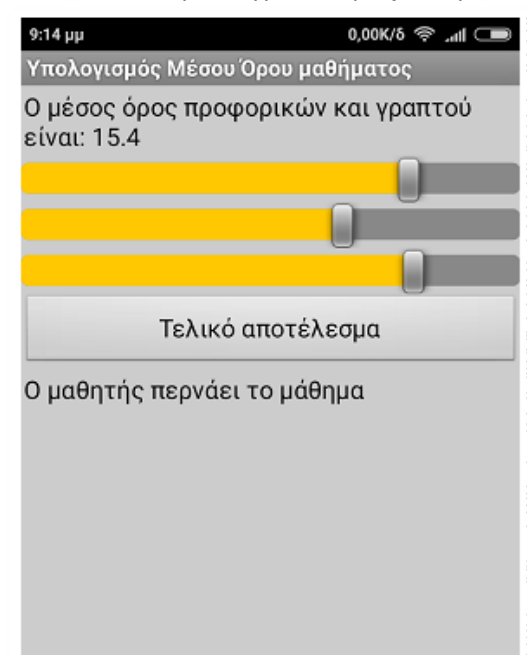 9:14 μμ 0,00K/δ
Υπολογισμός Μέσου Όρου μαθήματος
Ο μέσος όρος προφορικών και γραπτού
είναι: 15.4
Τελικό αποτέλεσμα
Ο μαθητής περνάει το μάθημα